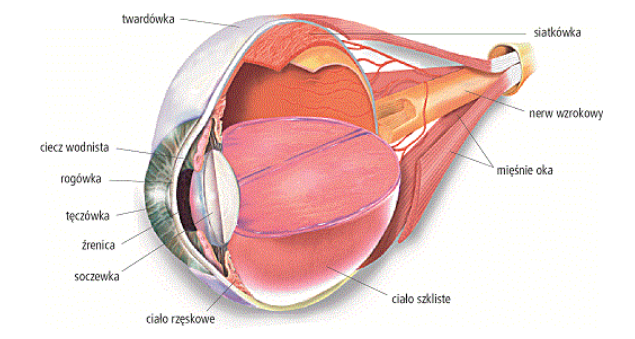 twardówka
siatkówka
nerw wzrokowy
ciecz wodnista
mięśnie oka
rogówka
tęczówka
źrenica
soczewka
ciało szkliste
ciało rzęskowe